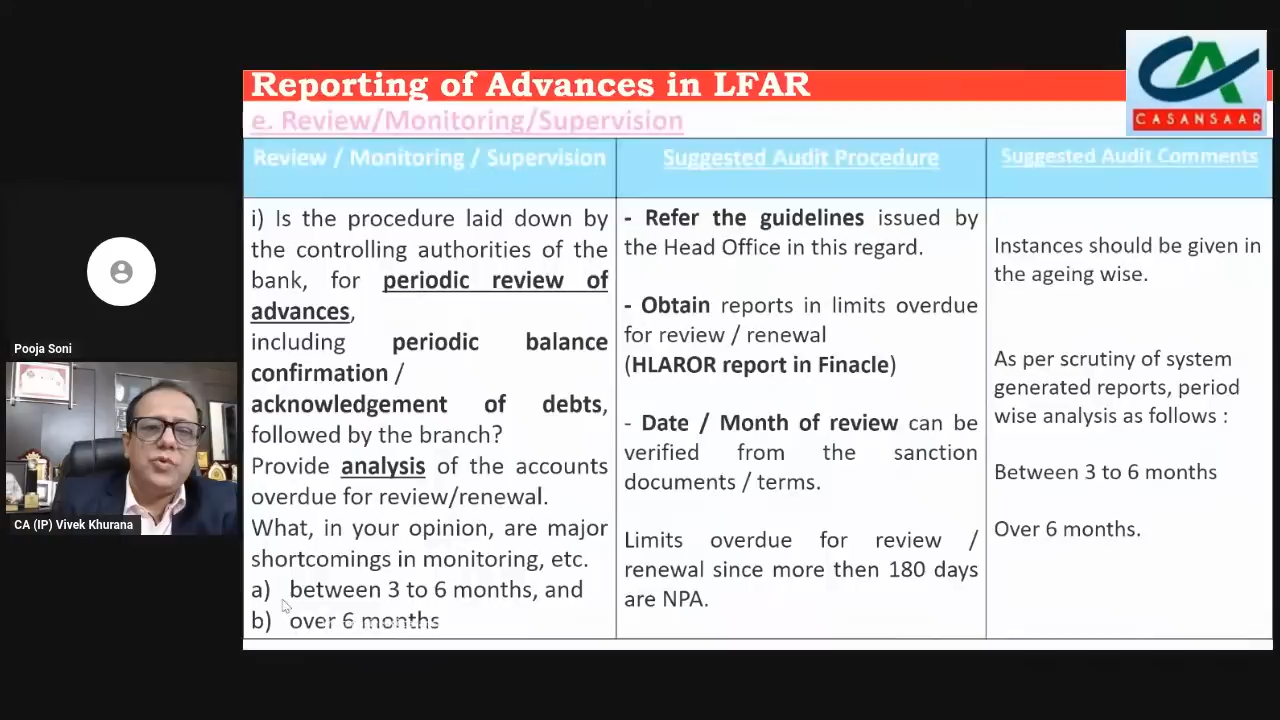 Reporting of Advances in LFAR
CA
CASANSAAR
e. Review/Monitoring/Supervision
Review / Monitoring / Supervision
Suggested Audit Procedure
Suggested Audit Comments
i) Is the procedure laid down by
the controlling authorities of the
bank, for periodic review of
advances,
including periodic balance
confirmation /
acknowledgement of debts,
followed by the branch?
Provide analysis of the accounts
overdue for review/renewal.
What, in your opinion, are major
shortcomings in monitoring, etc.
a) between 3 to 6 months, and
b) over 6 months
- Refer the guidelines issued by
the Head Office in this regard.
- Obtain reports in limits overdue
for review / renewal
(HLAROR report in Finacle)
- Date / Month of review can be
verified from the sanction
documents / terms.
Limits overdue for review /
renewal since more then 180 days
are NPA.
Instances should be given in
the ageing wise.
As per scrutiny of system
generated reports, period
wise analysis as follows :
Between 3 to 6 months
Over 6 months.
Pooja Soni
CA (IP) Vivek Khurana